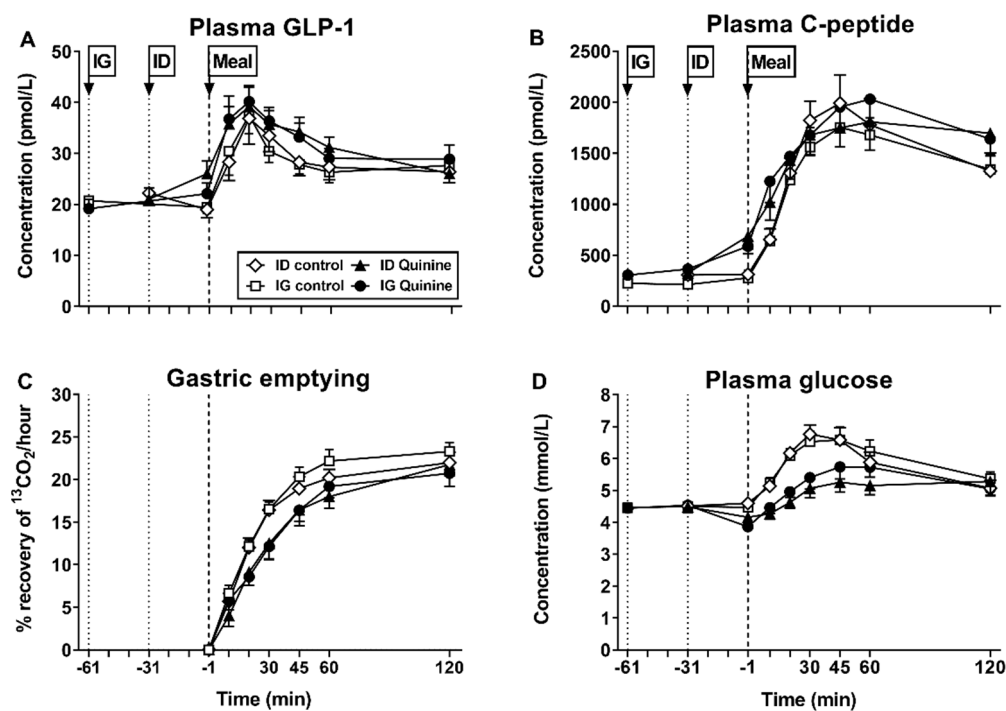 A
Plasma GLP-1
Concentration (pmol/L)
50
40
30
20
10
0
IG
ID
Meal
ID control
ID Quinine
IG control
IG Quinine
B
Plasma C-peptide
Concentration (pmol/L)
2500
2000
1500
1000
500
0
IG
ID
Meal
C
Gastric emptying
% recovery of ¹³CO₂/hour
30
25
20
15
10
5
0
-61
-31
-1
30
45
60
120
Time (min)
D
Plasma glucose
Concentration (mmol/L)
8
7
6
5
4
3
2
1
0
-61
-31
-1
30
45
60
120
Time (min)